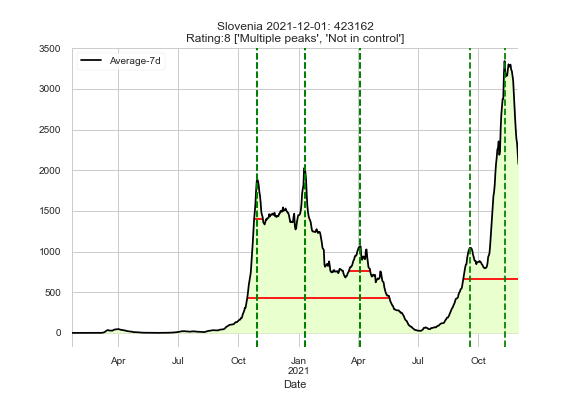 Slovenia 2021-12-01: 423162
Rating:8 ['Multiple peaks', 'Not in control']
Average-7d
3500
3000
2500
2000
1500
1000
500
0
Apr Jul Oct Jan Apr Jul Oct
2021
Date